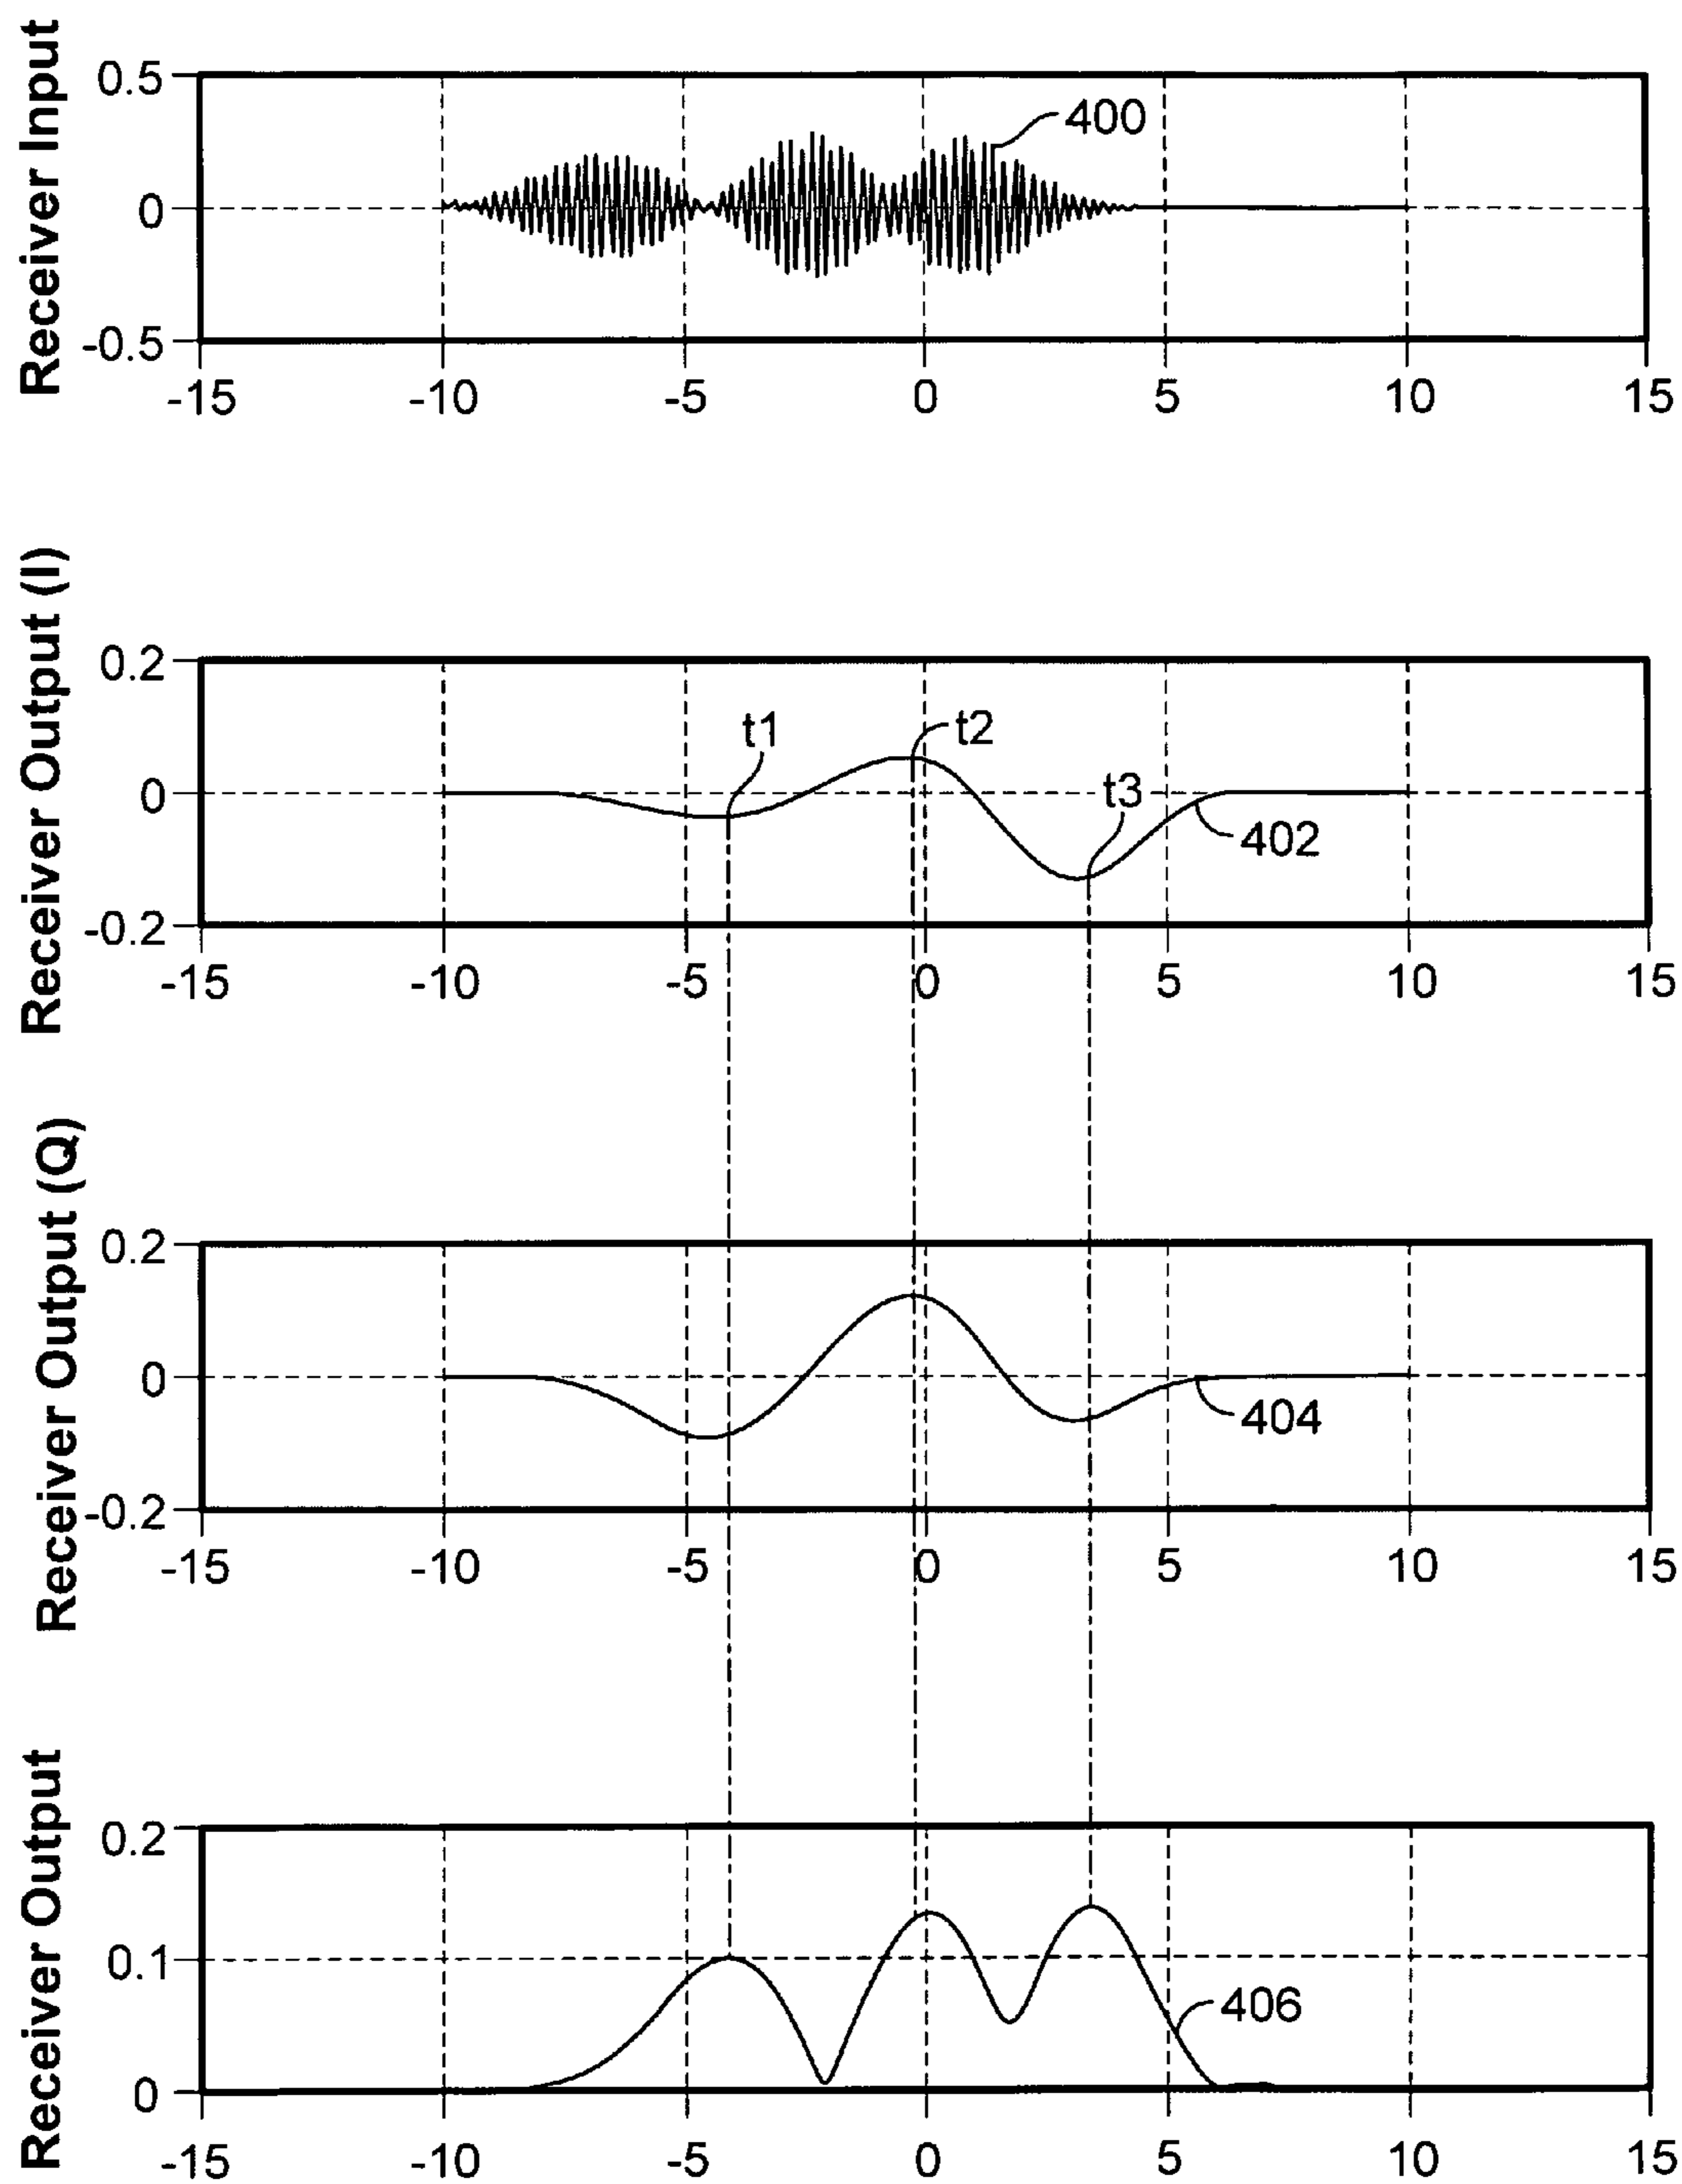 Receiver Input
0.5
400
0
-0.5
-15 -10 -5 0 5 10 15
Receiver Output (I)
0.2
t1 t2
0
t3
402
-0.2
-15 -10 -5 0 5 10 15
Receiver Output (Q)
0.2
0
404
-0.2
-15 -10 -5 0 5 10 15
Receiver Output
0.2
0.1
406
0
-15 -10 -5 0 5 10 15